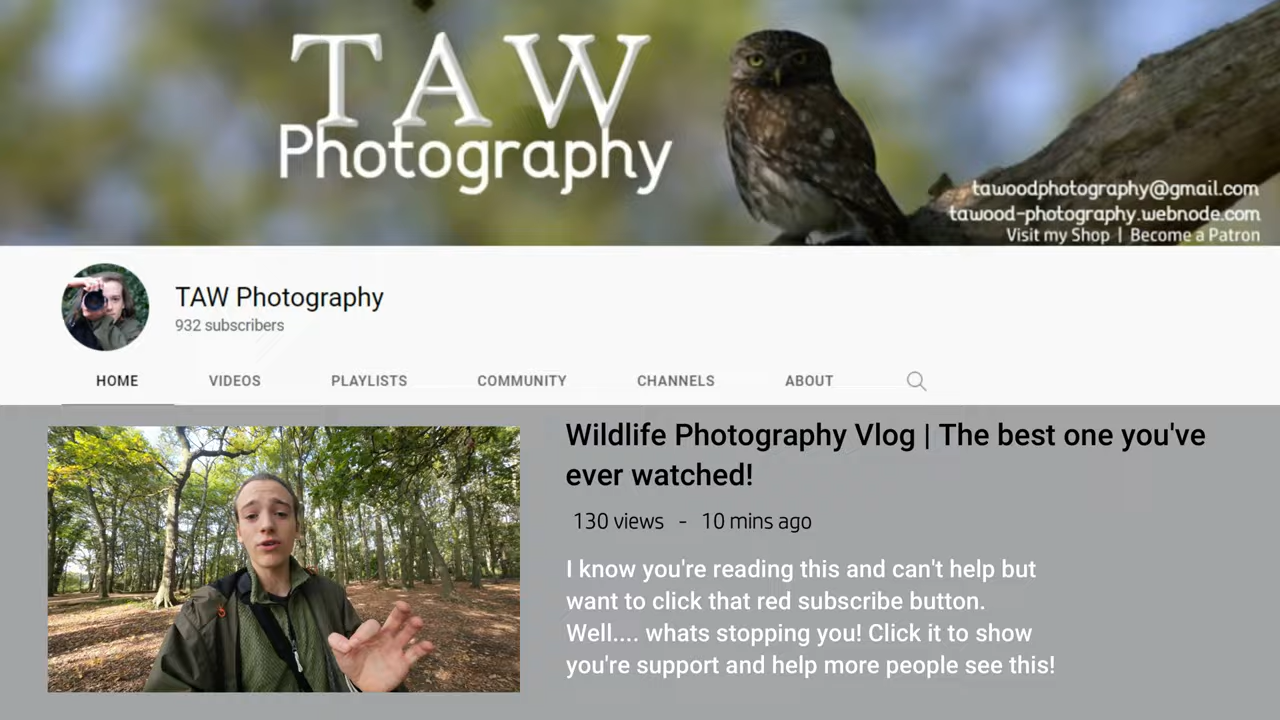 TAW
Photography
tawoodphotography@gmail.com
tawood-photography.webnode.com
Visit my Shop | Become a Patron
TAW Photography
932 subscribers
HOME VIDEOS PLAYLISTS COMMUNITY CHANNELS ABOUT
Wildlife Photography Vlog | The best one you've
ever watched!
130 views - 10 mins ago
I know you're reading this and can't help but
want to click that red subscribe button.
Well.... whats stopping you! Click it to show
you're support and help more people see this!